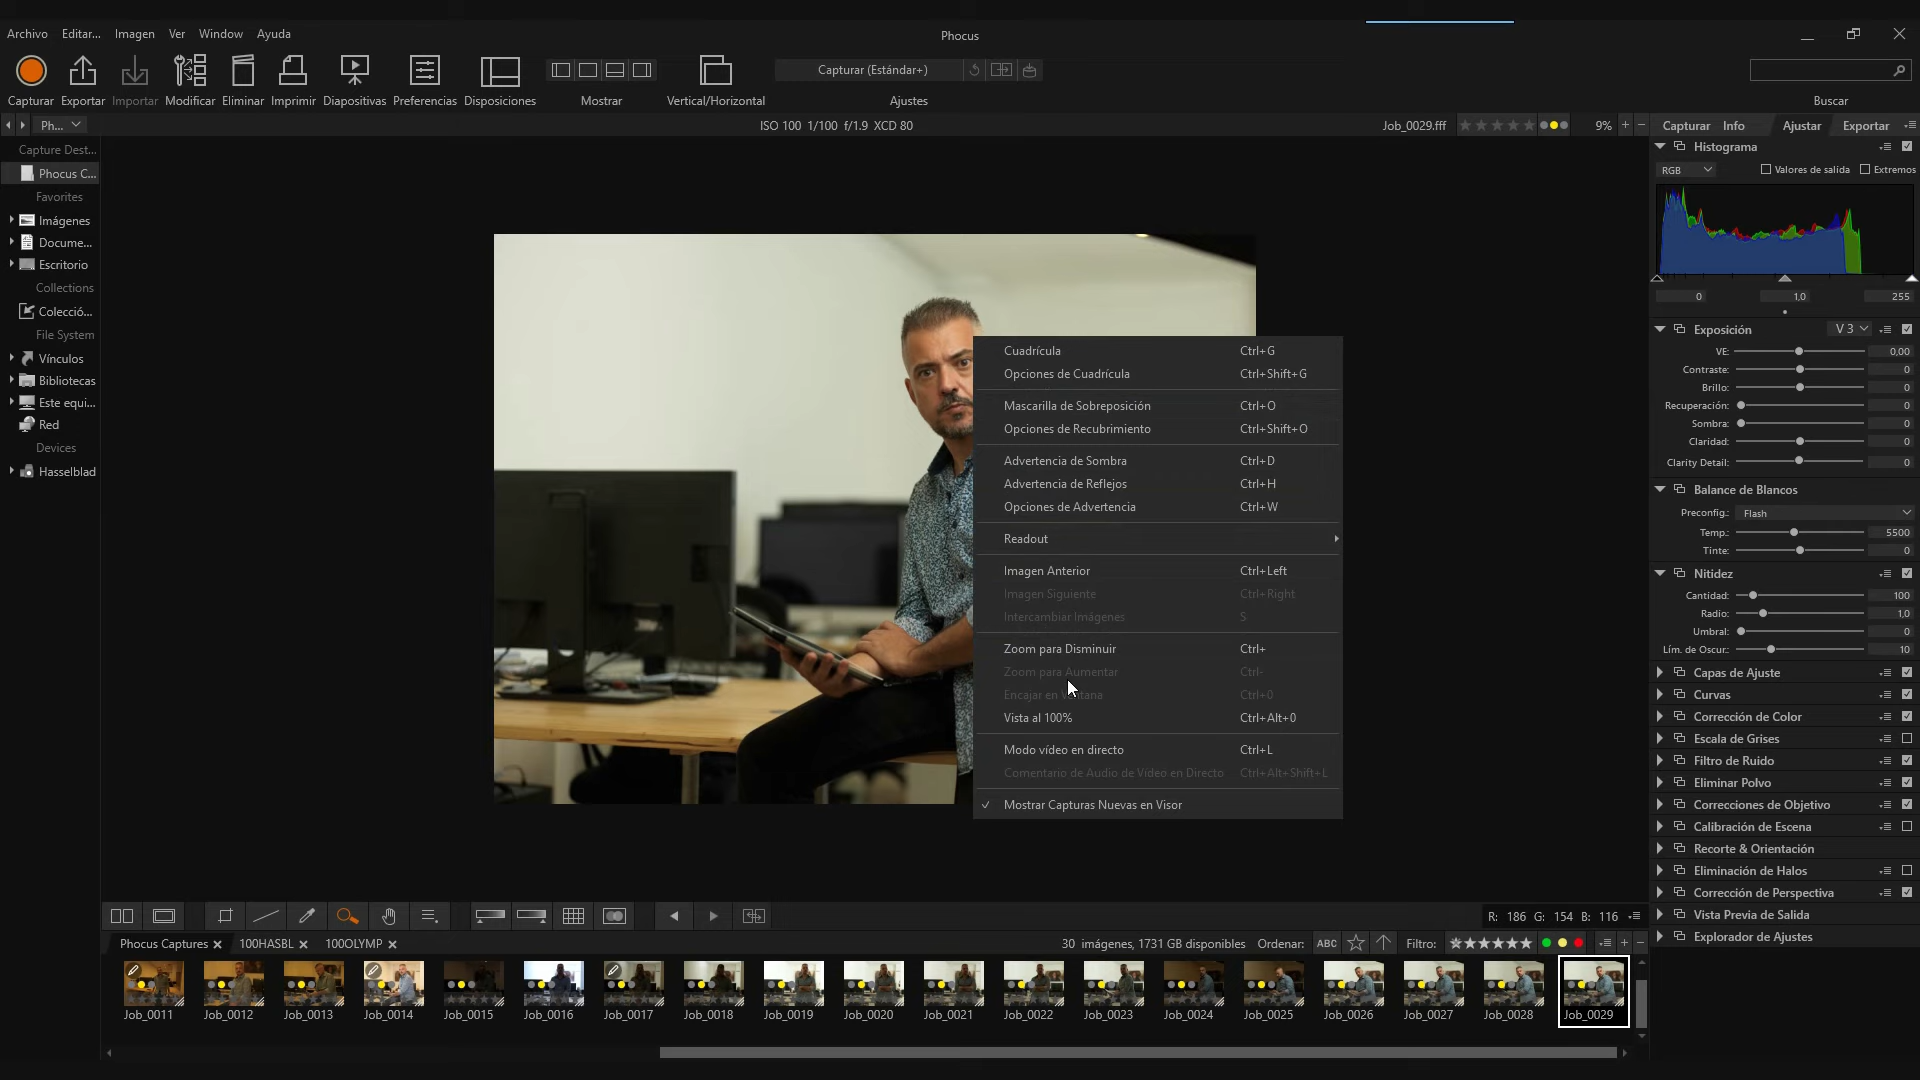 Archivo Editar... Imagen Ver Window Ayuda
Phocus
Capturar Exportar Importar Modificar Eliminar Imprimir Diapositivas Preferencias Disposiciones Mostrar Vertical/Horizontal
Capturar (Estándar+)
Ajustes
Buscar
Ph...
ISO 100 1/100 f/1.9 XCD 80
Job_0029.fff
9% + −
Capturar Info Ajustar Exportar
Capture Dest...
Phocus C...
Favorites
Imágenes
Docume...
Escritorio
Collections
Colecció...
File System
Vínculos
Bibliotecas
Este equi...
Red
Devices
Hasselblad
Cuadrícula Ctrl+G
Opciones de Cuadrícula Ctrl+Shift+G
Mascarilla de Sobreposición Ctrl+O
Opciones de Recubrimiento Ctrl+Shift+O
Advertencia de Sombra Ctrl+D
Advertencia de Reflejos Ctrl+H
Opciones de Advertencia Ctrl+W
Readout
Imagen Anterior Ctrl+Left
Imagen Siguiente Ctrl+Right
Intercambiar Imágenes S
Zoom para Disminuir Ctrl+
Zoom para Aumentar Ctrl-
Encajar en Ventana Ctrl+0
Vista al 100% Ctrl+Alt+0
Modo vídeo en directo Ctrl+L
Comentario de Audio de Vídeo en Directo Ctrl+Alt+Shift+L
Mostrar Capturas Nuevas en Visor
Histograma
RGB Valores de salida Extremos
0 1,0 255
Exposición V 3
VE: 0,00
Contraste: 0
Brillo: 0
Recuperación: 0
Sombra: 0
Claridad: 0
Clarity Detail: 0
Balance de Blancos
Preconfig.: Flash
Temp.: 5500
Tinte: 0
Nitidez
Cantidad: 100
Radio: 1,0
Umbral: 0
Lím. de Oscur.: 10
Capas de Ajuste
Curvas
Corrección de Color
Escala de Grises
Filtro de Ruido
Eliminar Polvo
Correcciones de Objetivo
Calibración de Escena
Recorte & Orientación
Eliminación de Halos
Corrección de Perspectiva
Vista Previa de Salida
Explorador de Ajustes
R: 186 G: 154 B: 116
Phocus Captures 100HASBL 100OLYMP
30 imágenes, 1731 GB disponibles Ordenar: ABC Filtro: + −
Job_0011 Job_0012 Job_0013 Job_0014 Job_0015 Job_0016 Job_0017 Job_0018 Job_0019 Job_0020 Job_0021 Job_0022 Job_0023 Job_0024 Job_0025 Job_0026 Job_0027 Job_0028 Job_0029